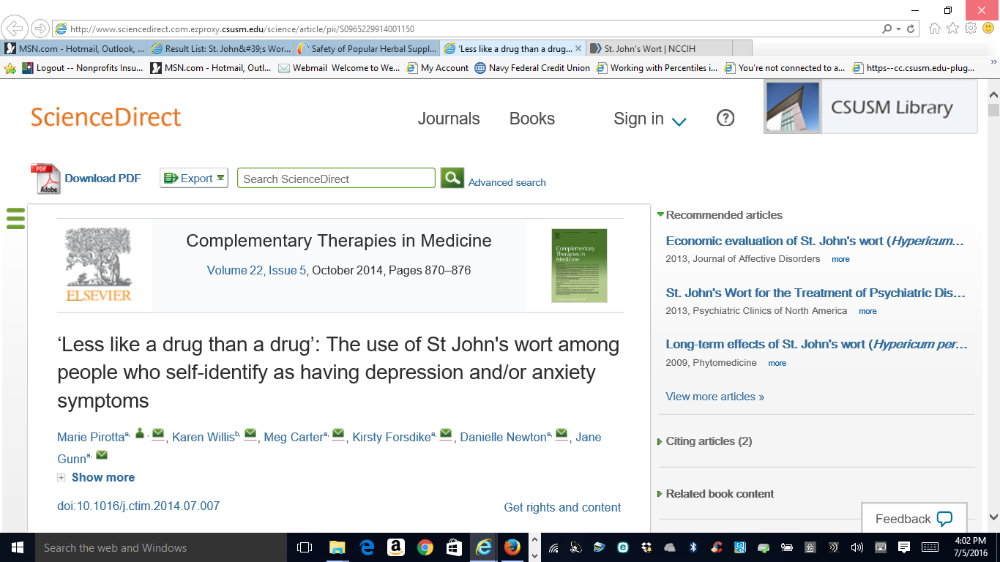 http://www.sciencedirect.com.ezproxy.csusm.edu/science/article/pii/S0965229914001150
MSN.com - Hotmail, Outlook, ...
Result List: St. John&#39;s Wor...
Safety of Popular Herbal Suppl...
'Less like a drug than a drug...
St. John's Wort | NCCIH
Logout -- Nonprofits Insu...
MSN.com - Hotmail, Outl...
Webmail Welcome to We...
My Account
Navy Federal Credit Union
Working with Percentiles i...
You're not connected to a...
https--cc.csusm.edu-plug...
ScienceDirect
Journals
Books
Sign in
?
CSUSM Library
PDF
Adobe
Download PDF
Export
Search ScienceDirect
Advanced search
ELSEVIER
Complementary Therapies in Medicine
Volume 22, Issue 5, October 2014, Pages 870–876
Complementary
Therapies in
Medicine
‘Less like a drug than a drug’: The use of St John's wort among
people who self-identify as having depression and/or anxiety
symptoms
Marie Pirotta a, , Karen Willis b, , Meg Carter a, , Kirsty Forsdike a, , Danielle Newton a, , Jane
Gunn a,
Show more
doi:10.1016/j.ctim.2014.07.007
Get rights and content
Recommended articles
Economic evaluation of St. John's wort (Hypericum…
2013, Journal of Affective Disorders more
St. John's Wort for the Treatment of Psychiatric Dis…
2013, Psychiatric Clinics of North America more
Long-term effects of St. John's wort (Hypericum per…
2009, Phytomedicine more
View more articles »
Citing articles (2)
Related book content
Feedback
Search the web and Windows
4:02 PM
7/5/2016